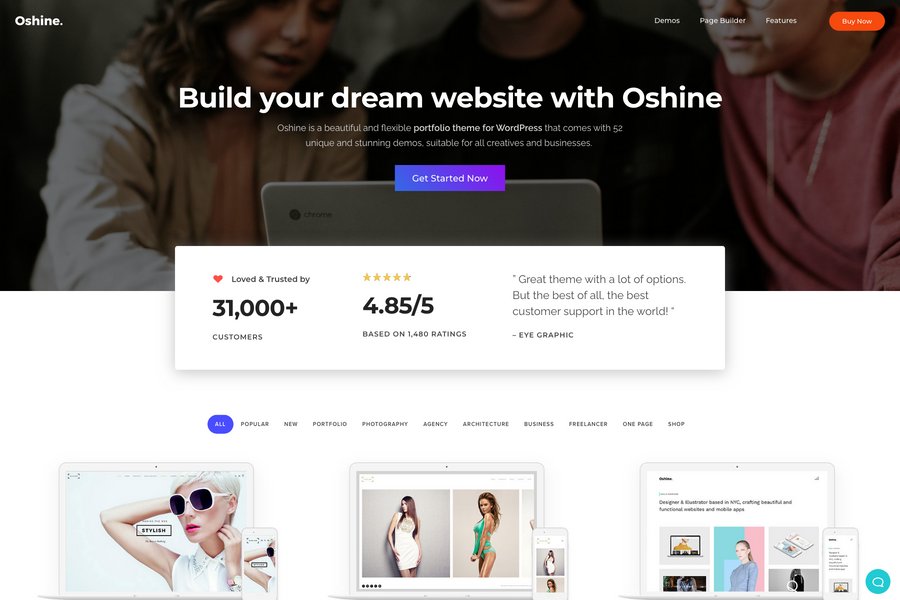 Oshine.
Demos
Page Builder
Features
Buy Now
Build your dream website with Oshine
Oshine is a beautiful and flexible portfolio theme for WordPress that comes with 52
unique and stunning demos, suitable for all creatives and businesses.
Get Started Now
chrome
Loved & Trusted by
31,000+
CUSTOMERS
4.85/5
BASED ON 1,480 RATINGS
" Great theme with a lot of options.
But the best of all, the best
customer support in the world! "
– EYE GRAPHIC
ALL
POPULAR
NEW
PORTFOLIO
PHOTOGRAPHY
AGENCY
ARCHITECTURE
BUSINESS
FREELANCER
ONE PAGE
SHOP
STYLISH
Oshine.
Designer & Illustrator based in NYC, crafting beautiful and
functional websites and mobile apps